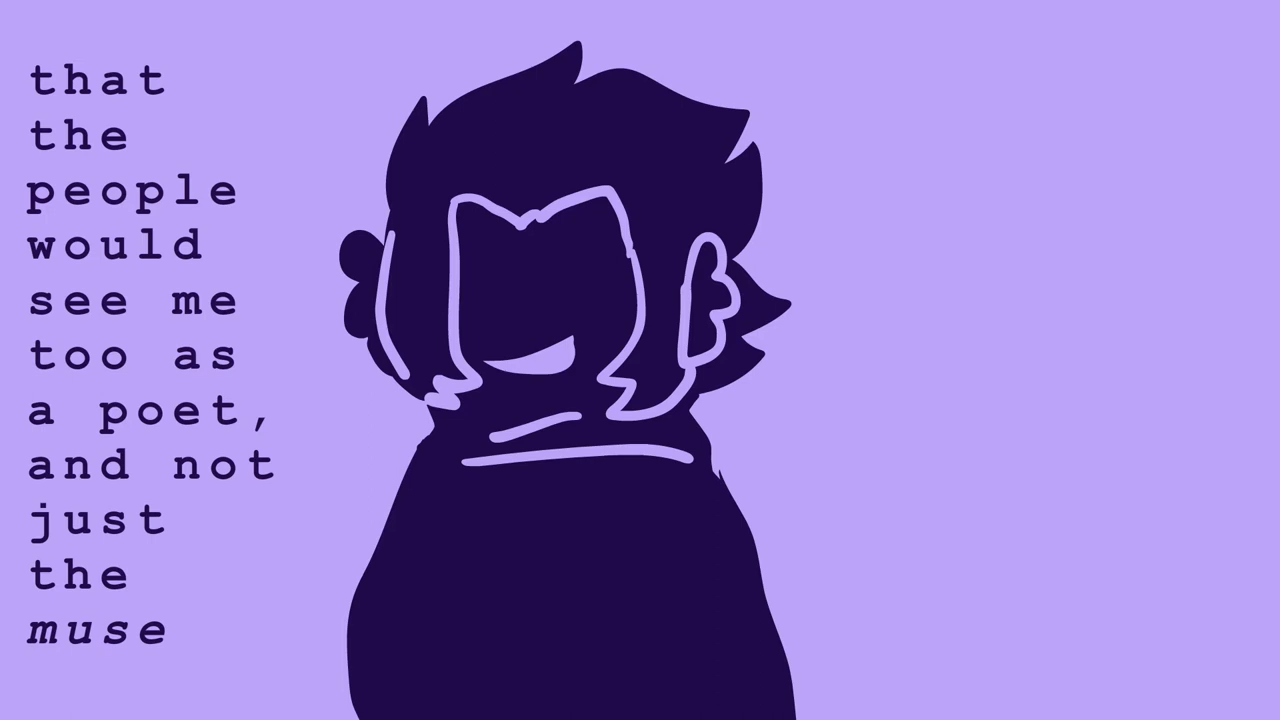 that
the
people
would
see me
too as
a poet,
and not
just
the
muse